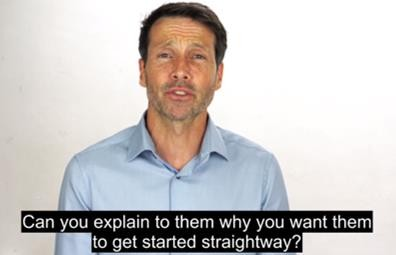 Can you explain to them why you want them
to get started straightway?